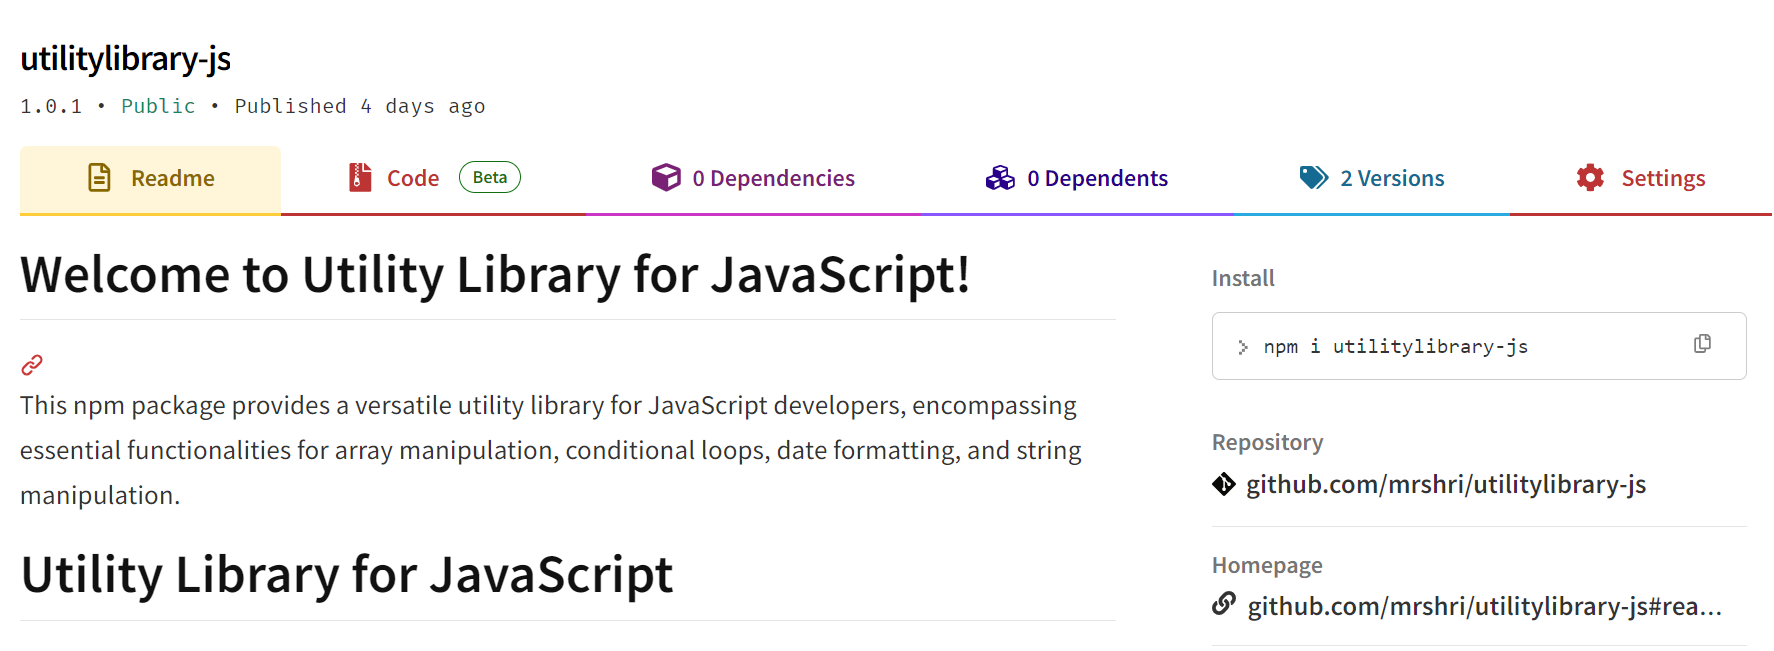 utilitylibrary-js
1.0.1 • Public • Published 4 days ago
Readme
Code Beta
0 Dependencies
0 Dependents
2 Versions
Settings
Welcome to Utility Library for JavaScript!
This npm package provides a versatile utility library for JavaScript developers, encompassing
essential functionalities for array manipulation, conditional loops, date formatting, and string
manipulation.
Utility Library for JavaScript
Install
> npm i utilitylibrary-js
Repository
github.com/mrshri/utilitylibrary-js
Homepage
github.com/mrshri/utilitylibrary-js#rea...